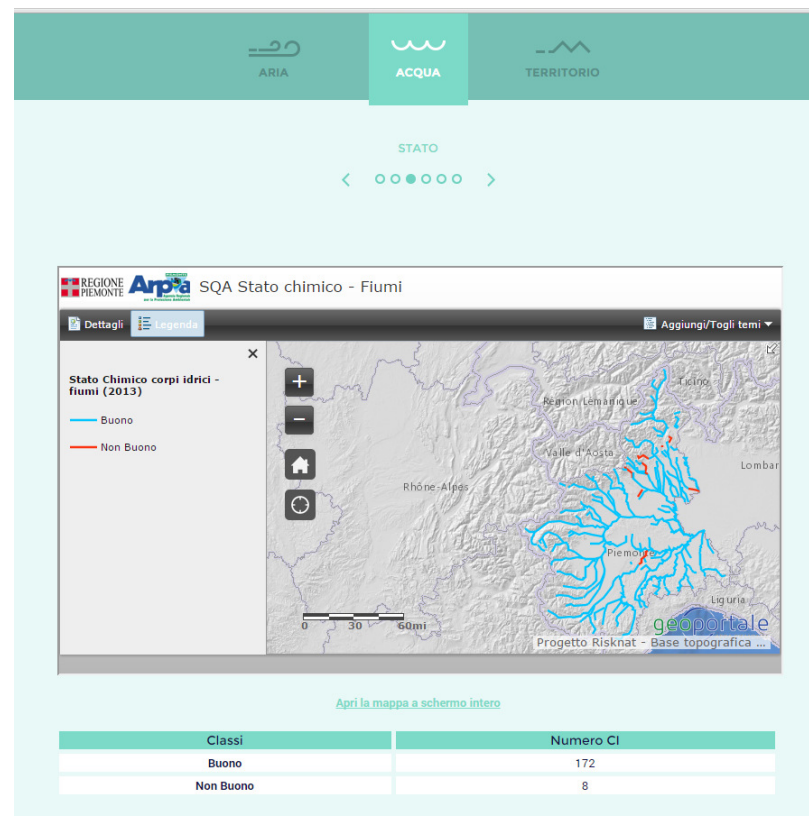 ARIA
ACQUA
TERRITORIO
STATO
REGIONE
PIEMONTE
Arpa
SQA Stato chimico - Fiumi
Dettagli
Legenda
Aggiungi/Togli temi
Stato Chimico corpi idrici -
fiumi (2013)
Buono
Non Buono
Ticino
Region Lemanique
Valle d'Aosta
Lombar
Rhône-Alpes
Piemonte
Liguria
geoportale
0 30 60mi
Progetto Risknat - Base topografica ...
Apri la mappa a schermo intero
Classi Numero CI
Buono 172
Non Buono 8